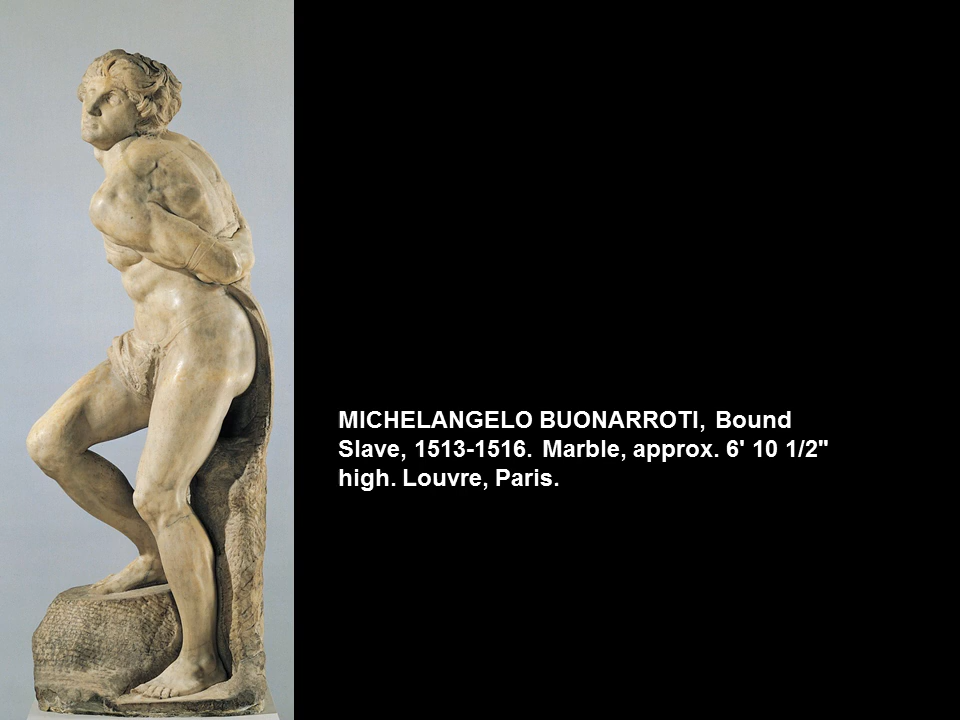 MICHELANGELO BUONARROTI, Bound
Slave, 1513-1516. Marble, approx. 6' 10 1/2"
high. Louvre, Paris.